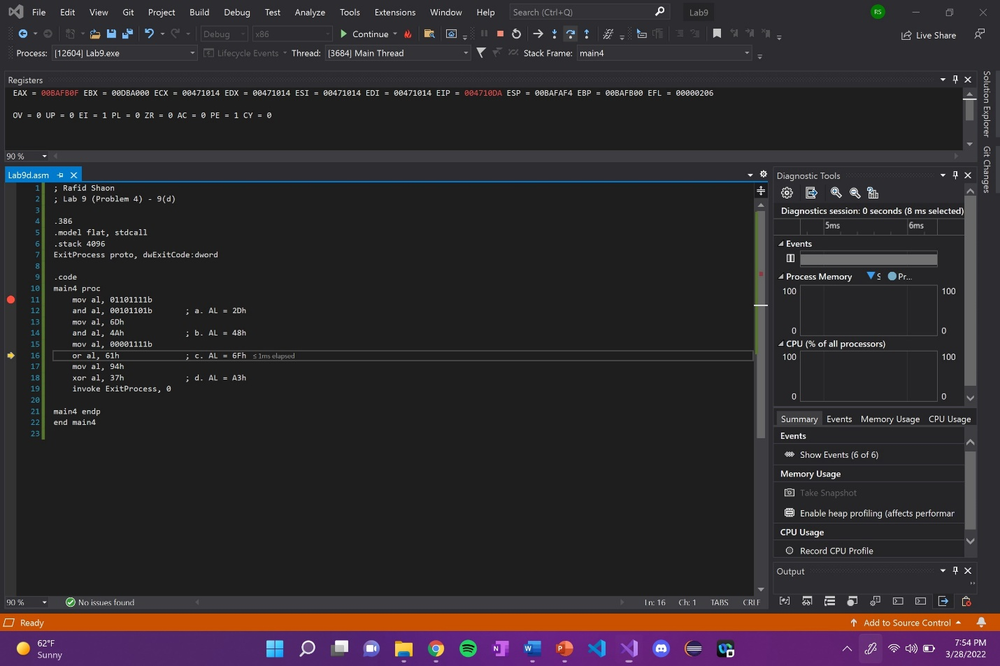 File Edit View Git Project Build Debug Test Analyze Tools Extensions Window Help Search (Ctrl+Q) Lab9 RS
Debug x86 Continue Live Share
Process: [12604] Lab9.exe Lifecycle Events Thread: [3684] Main Thread Stack Frame: main4
Registers
EAX = 00BAFB0F EBX = 00DBA000 ECX = 00471014 EDX = 00471014 ESI = 00471014 EDI = 00471014 EIP = 004710DA ESP = 00BAFAF4 EBP = 00BAFB00 EFL = 00000206
OV = 0 UP = 0 EI = 1 PL = 0 ZR = 0 AC = 0 PE = 1 CY = 0
90 %
Solution Explorer
Git Changes
Lab9d.asm
1 ; Rafid Shaon
2 ; Lab 9 (Problem 4) - 9(d)
3
4 .386
5 .model flat, stdcall
6 .stack 4096
7 ExitProcess proto, dwExitCode:dword
8
9 .code
10 main4 proc
11 mov al, 01101111b
12 and al, 00101101b ; a. AL = 2Dh
13 mov al, 6Dh
14 and al, 4Ah ; b. AL = 48h
15 mov al, 00001111b
16 or al, 61h ; c. AL = 6Fh ≤ 1ms elapsed
17 mov al, 94h
18 xor al, 37h ; d. AL = A3h
19 invoke ExitProcess, 0
20
21 main4 endp
22 end main4
23
90 % No issues found Ln: 16 Ch: 1 TABS CRLF
Diagnostic Tools
Diagnostics session: 0 seconds (8 ms selected)
5ms 6ms
Events
Process Memory S Pr...
100 100
0 0
CPU (% of all processors)
100 100
0 0
Summary Events Memory Usage CPU Usage
Events
Show Events (6 of 6)
Memory Usage
Take Snapshot
Enable heap profiling (affects performar
CPU Usage
Record CPU Profile
Output
Ready Add to Source Control
62°F
Sunny
7:54 PM
3/28/2022